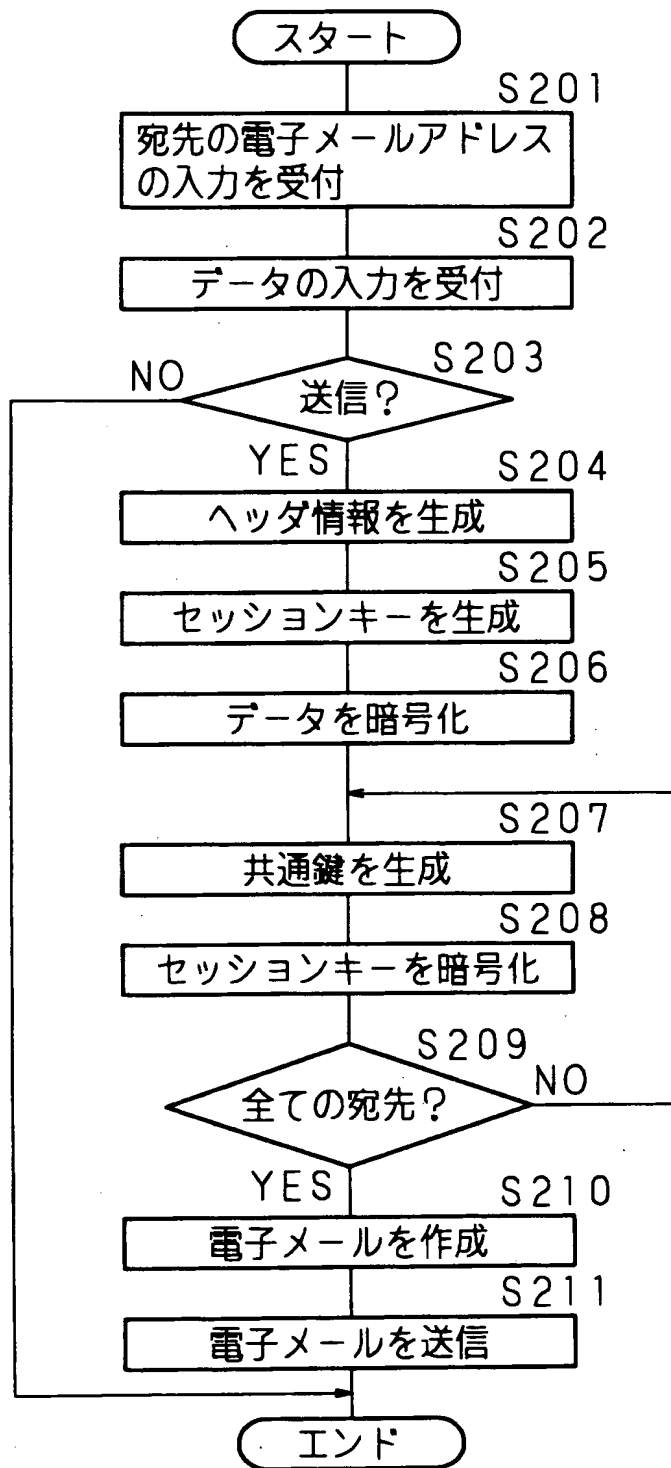 スタート
S201
宛先の電子メールアドレス
の入力を受付
S202
データの入力を受付
S203
NO
送信?
YES
S204
ヘッダ情報を生成
S205
セッションキーを生成
S206
データを暗号化
S207
共通鍵を生成
S208
セッションキーを暗号化
S209
全ての宛先?
NO
YES
S210
電子メールを作成
S211
電子メールを送信
エンド